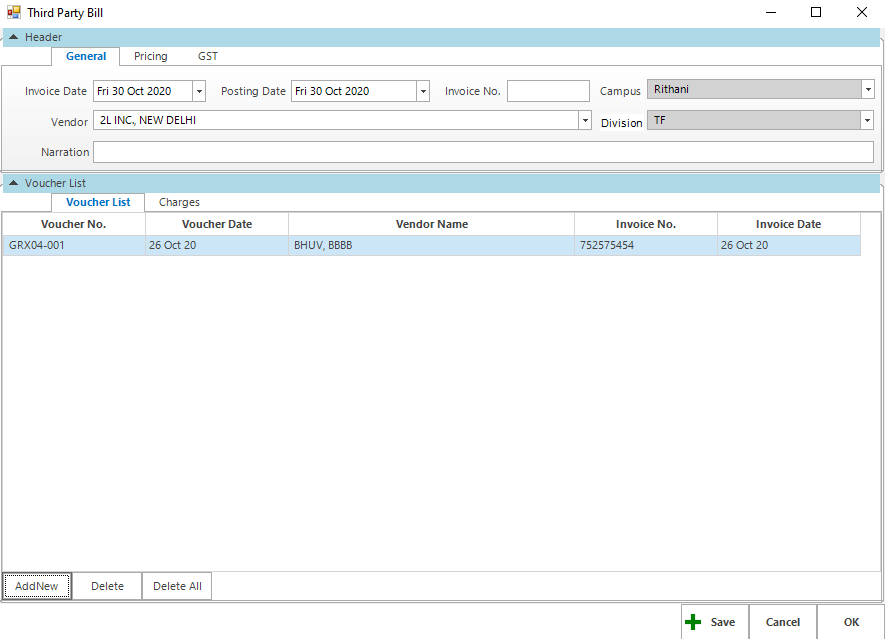 Third Party Bill
Header
General Pricing GST
Invoice Date Fri 30 Oct 2020 Posting Date Fri 30 Oct 2020 Invoice No. Campus Rithani
Vendor 2L INC., NEW DELHI Division TF
Narration
Voucher List
Voucher List Charges
Voucher No. Voucher Date Vendor Name Invoice No. Invoice Date
GRX04-001 26 Oct 20 BHUV, BBBB 752575454 26 Oct 20
AddNew Delete Delete All
Save Cancel OK